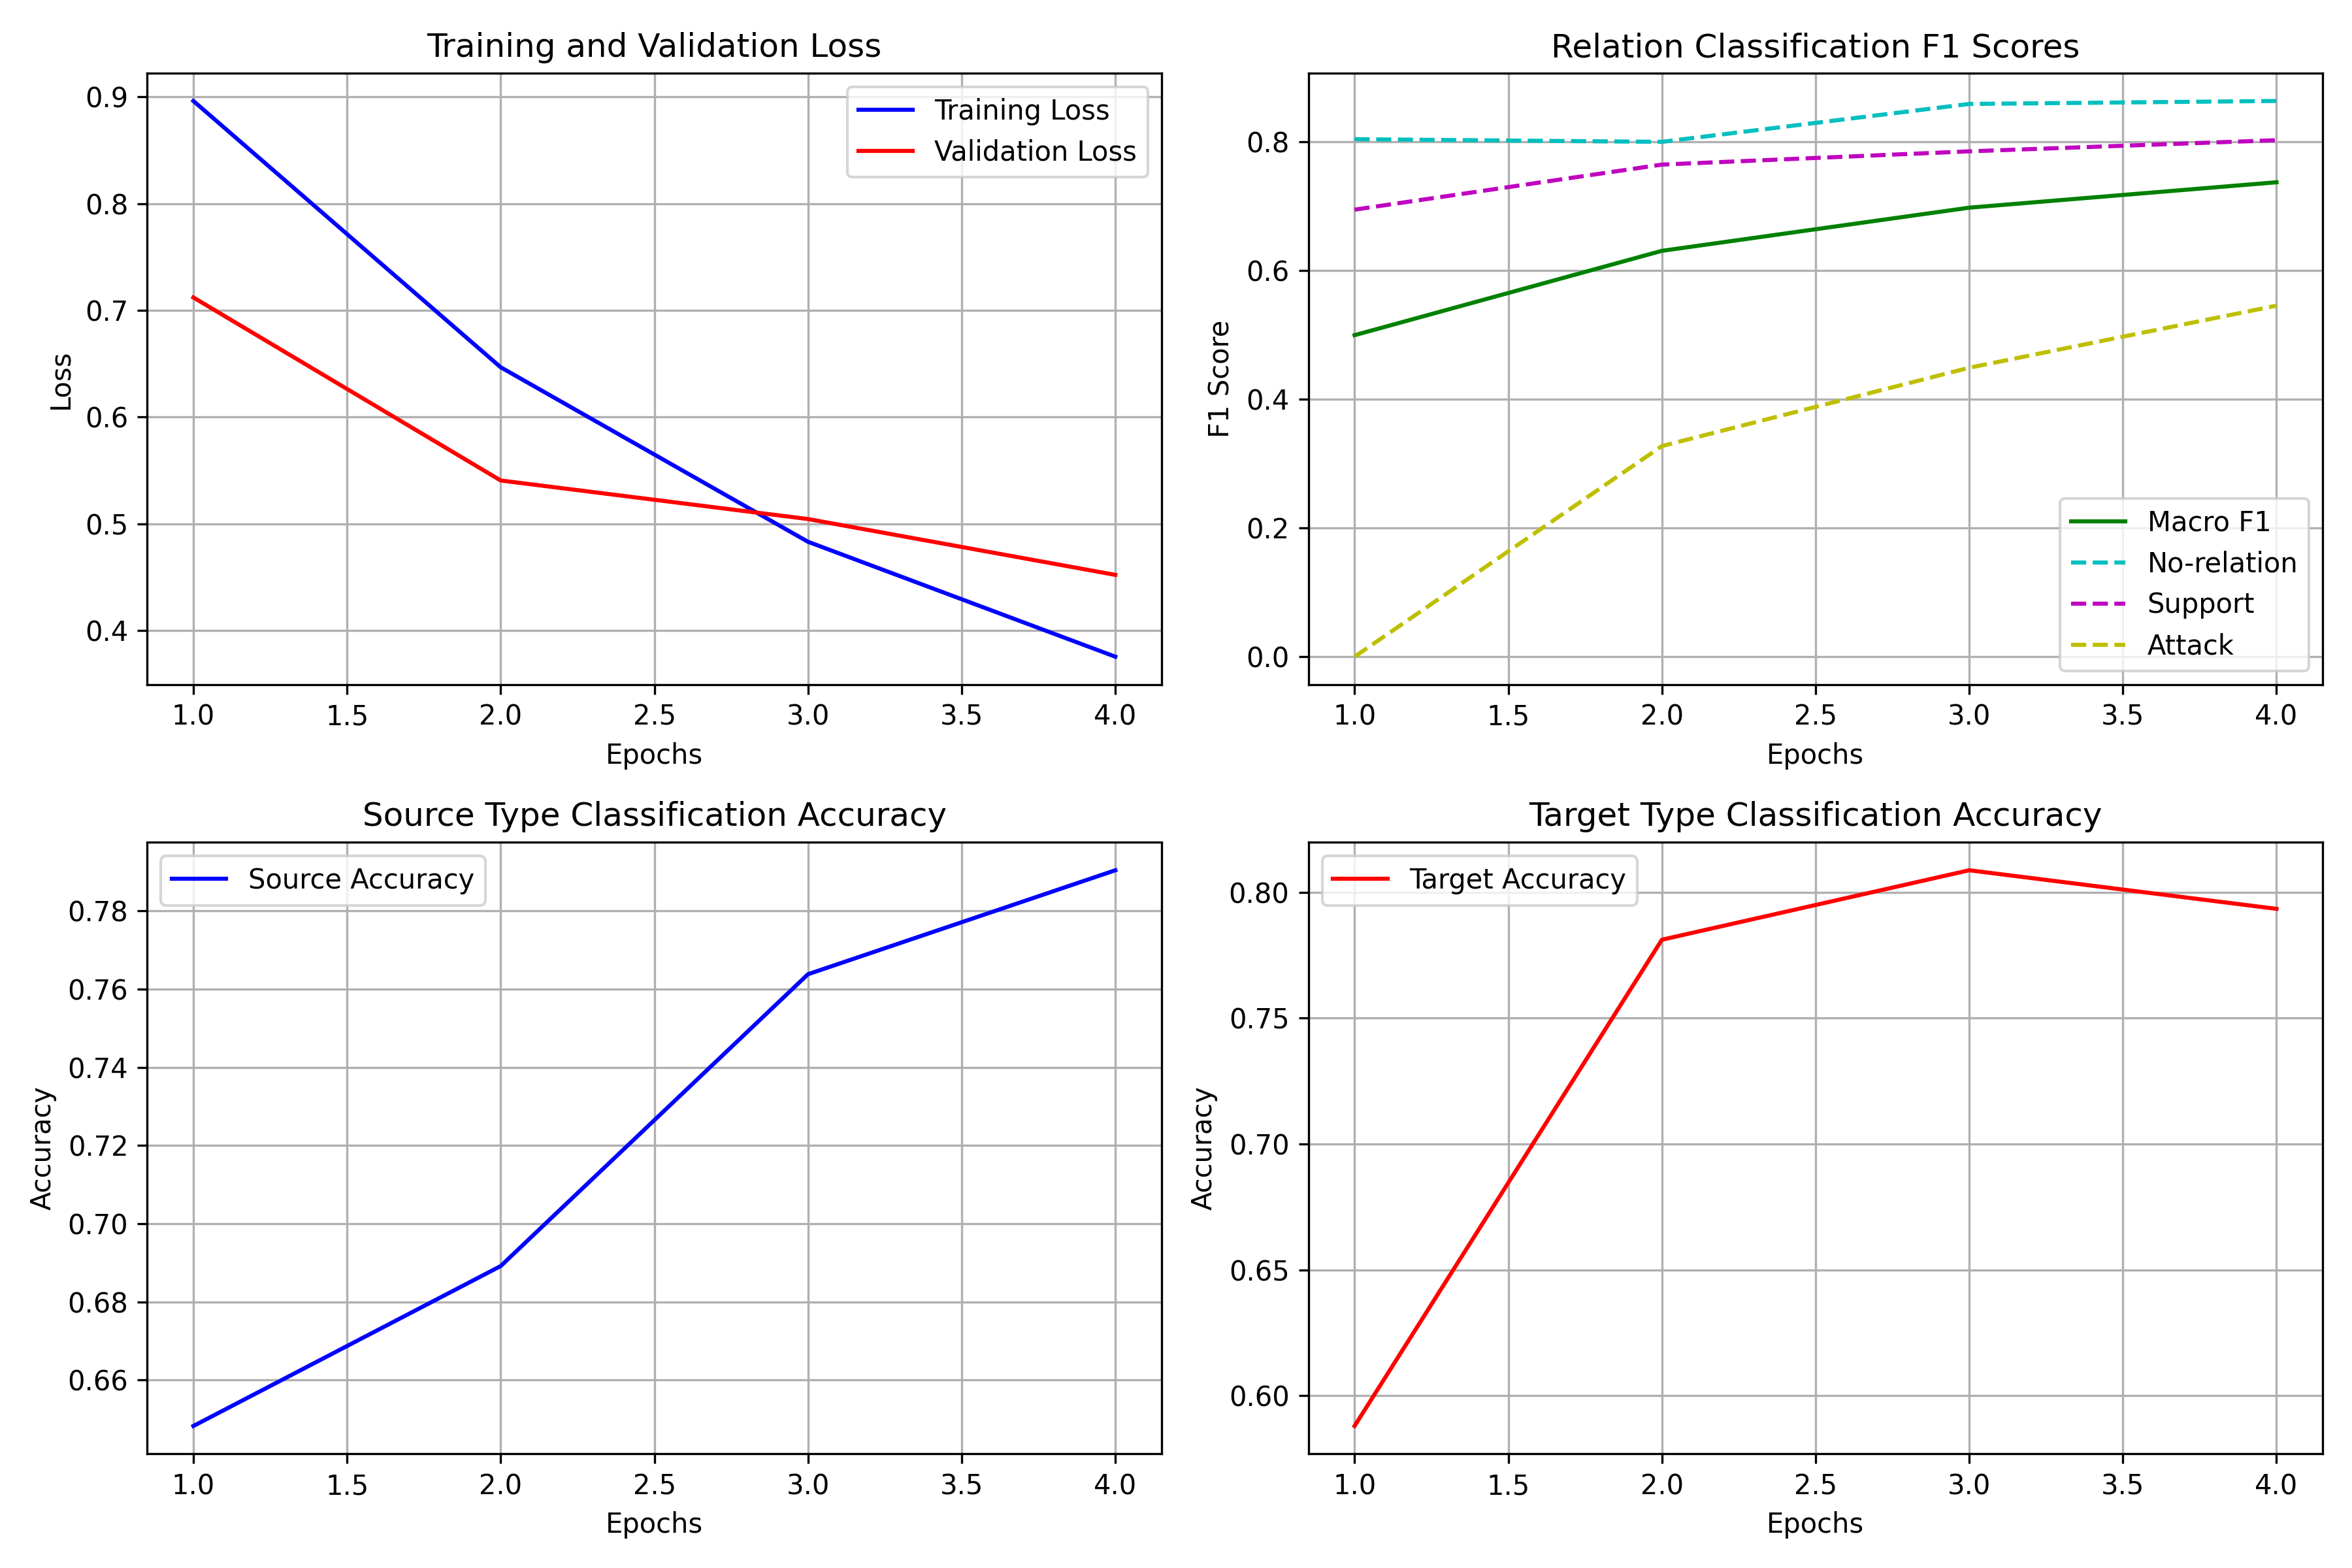 Training and Validation Loss
0.9
0.8
0.7
0.6
0.5
0.4
Loss
Training Loss
Validation Loss
1.0 1.5 2.0 2.5 3.0 3.5 4.0
Epochs
Relation Classification F1 Scores
0.8
0.6
0.4
0.2
0.0
F1 Score
Macro F1
No-relation
Support
Attack
1.0 1.5 2.0 2.5 3.0 3.5 4.0
Epochs
Source Type Classification Accuracy
Source Accuracy
0.78
0.76
0.74
0.72
0.70
0.68
0.66
Accuracy
1.0 1.5 2.0 2.5 3.0 3.5 4.0
Epochs
Target Type Classification Accuracy
Target Accuracy
0.80
0.75
0.70
0.65
0.60
Accuracy
1.0 1.5 2.0 2.5 3.0 3.5 4.0
Epochs